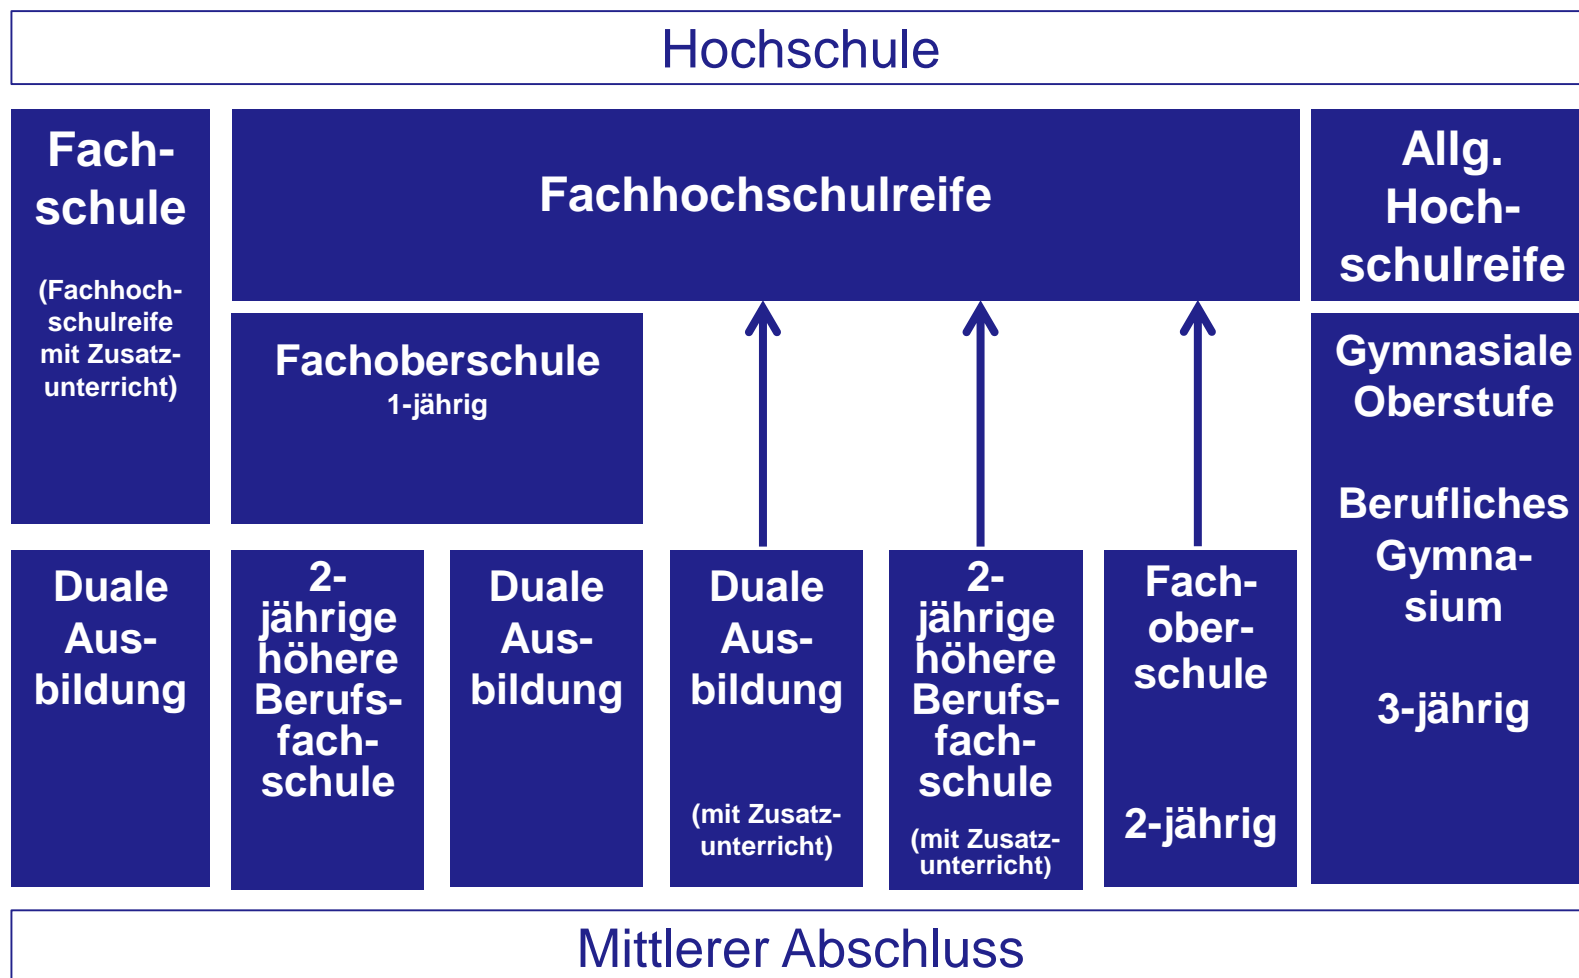 Hochschule
Fach-
schule
(Fachhoch-
schulreife
mit Zusatz-
unterricht)
Fachhochschulreife
Allg.
Hoch-
schulreife
Fachoberschule
1-jährig
Gymnasiale
Oberstufe
Berufliches
Gymna-
sium
3-jährig
Duale
Aus-
bildung
2-
jährige
höhere
Berufs-
fach-
schule
Duale
Aus-
bildung
Duale
Aus-
bildung
(mit Zusatz-
unterricht)
2-
jährige
höhere
Berufs-
fach-
schule
(mit Zusatz-
unterricht)
Fach-
ober-
schule
2-jährig
Mittlerer Abschluss